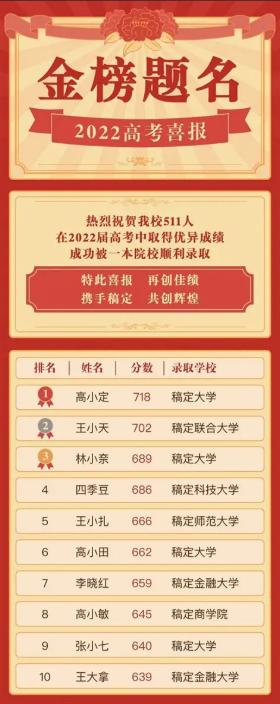 金榜题名
2022高考喜报
热烈祝贺我校511人
在2022届高考中取得优异成绩
成功被一本院校顺利录取
特此喜报 再创佳绩
携手稿定 共创辉煌
排名 姓名 分数 录取学校
1 高小定 718 稿定大学
2 王小天 702 稿定联合大学
3 林小奈 689 稿定大学
4 四季豆 686 稿定科技大学
5 王小扎 666 稿定师范大学
6 高小田 662 稿定大学
7 李晓红 659 稿定金融大学
8 高小敏 645 稿定商学院
9 张小七 640 稿定大学
10 王大拿 639 稿定金融大学